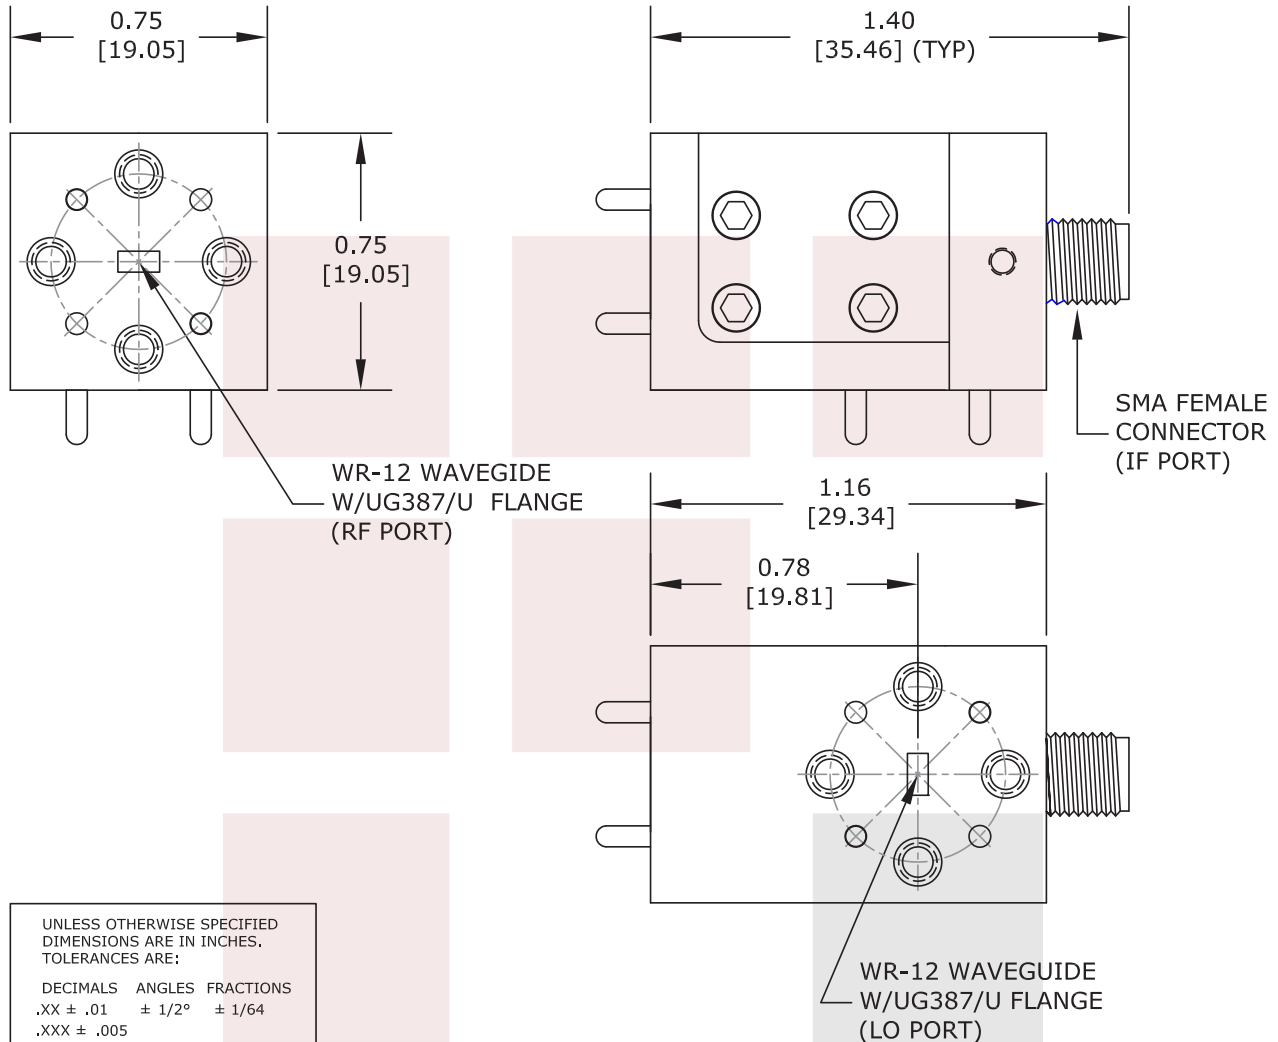 0.75
[19.05]
1.40
[35.46] (TYP)
0.75
[19.05]
SMA FEMALE
CONNECTOR
(IF PORT)
WR-12 WAVEGIDE
W/UG387/U FLANGE
(RF PORT)
1.16
[29.34]
0.78
[19.81]
UNLESS OTHERWISE SPECIFIED
DIMENSIONS ARE IN INCHES.
TOLERANCES ARE:
DECIMALS ANGLES FRACTIONS
.XX ± .01 ± 1/2° ± 1/64
.XXX ± .005
WR-12 WAVEGUIDE
W/UG387/U FLANGE
(LO PORT)